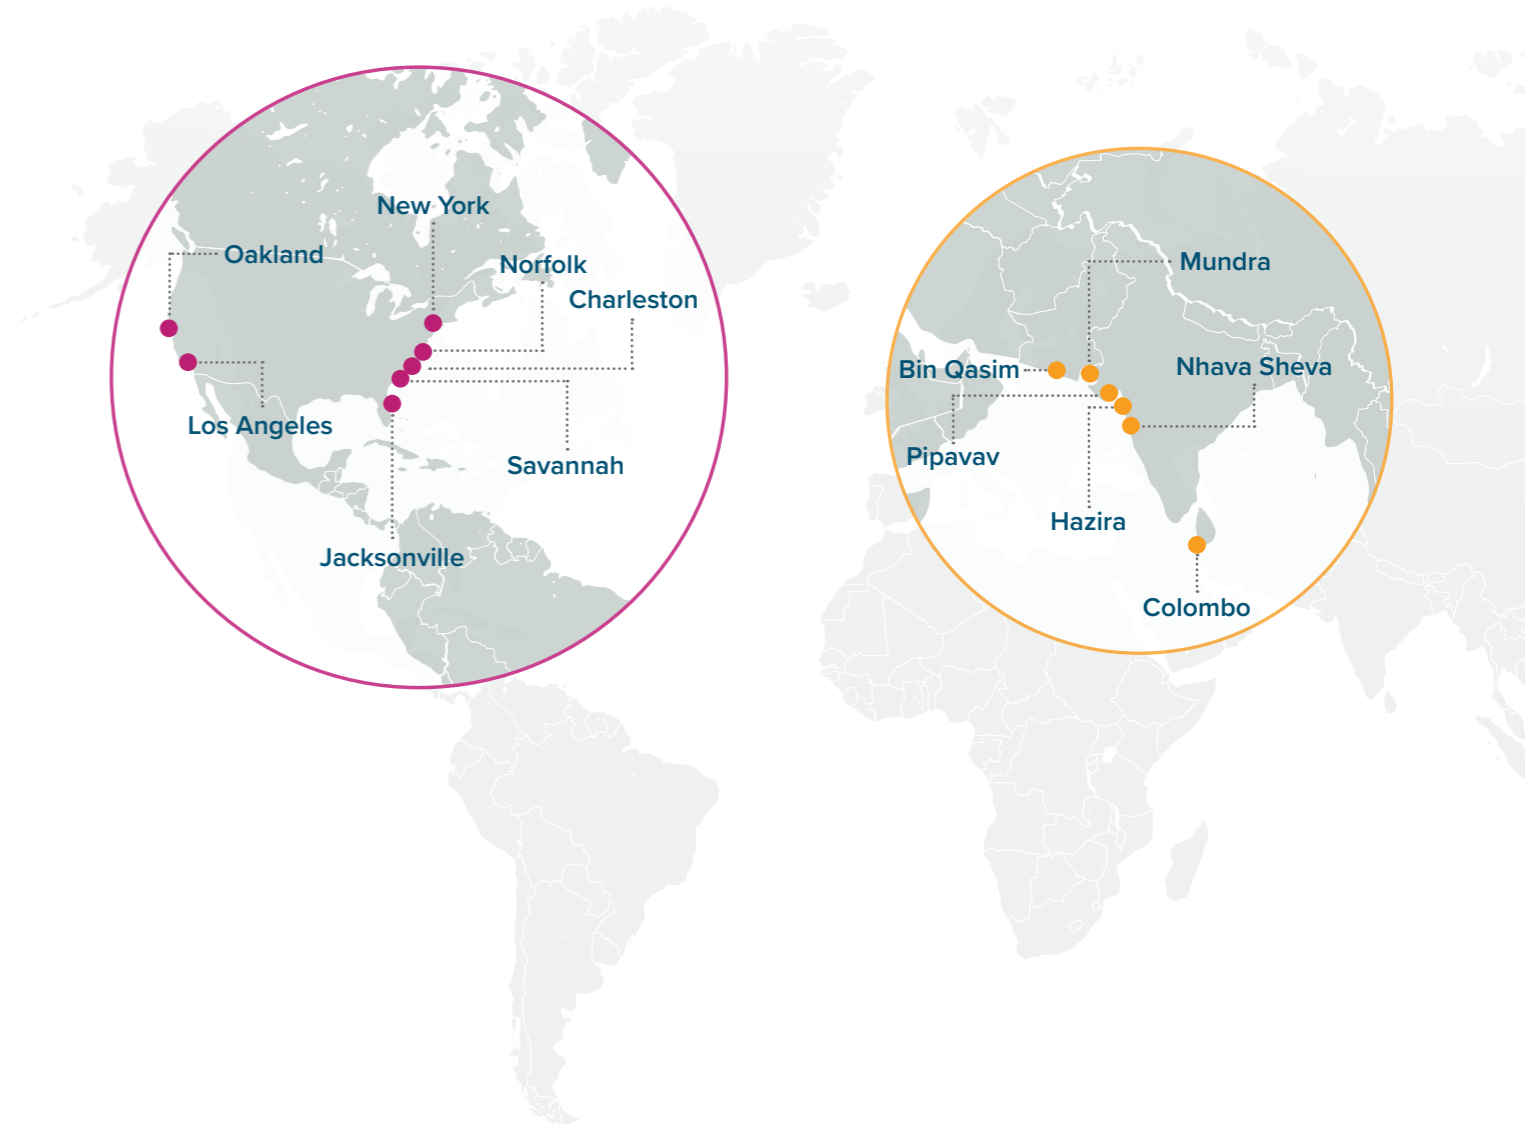 New York
Oakland
Norfolk
Charleston
Los Angeles
Savannah
Jacksonville
Mundra
Nhava Sheva
Bin Qasim
Pipavav
Hazira
Colombo